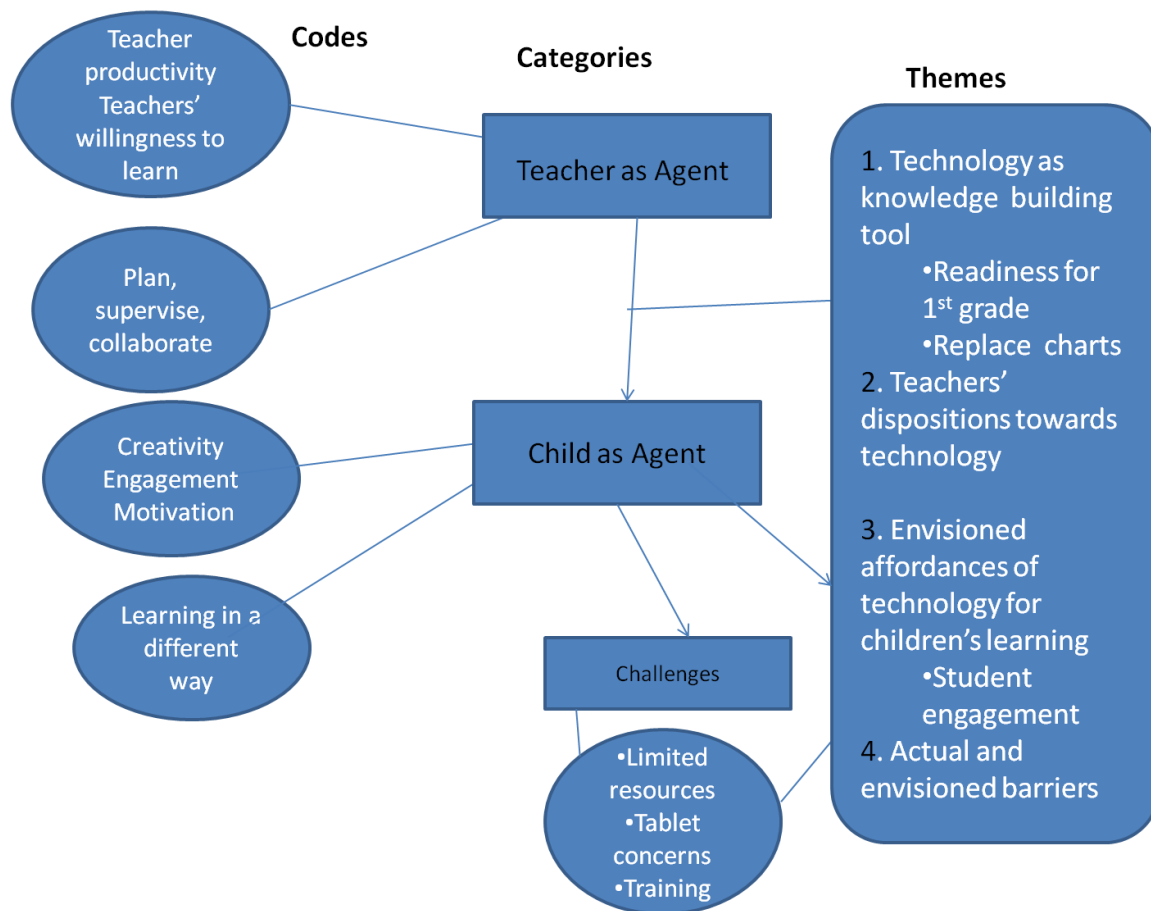 Codes
Categories
Themes
Teacher
productivity
Teachers’
willingness to
learn
Plan,
supervise,
collaborate
Creativity
Engagement
Motivation
Learning in a
different
way
Teacher as Agent
Child as Agent
Challenges
•Limited
resources
•Tablet
concerns
•Training
1. Technology as
knowledge building
tool
•Readiness for
1st grade
•Replace charts
2. Teachers’
dispositions towards
technology
3. Envisioned
affordances of
technology for
children’s learning
•Student
engagement
4. Actual and
envisioned barriers